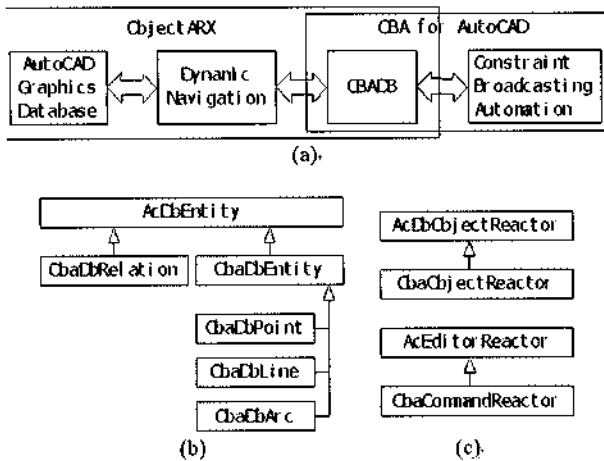 ObjectARX
CBA for AutoCAD
AutoCAD
Graphics
Database
Dynamic
Navigation
CBADB
Constraint
Broadcasting
Automation
(a).
AcDbEntity
CbaDbRelation
CbaDbEntity
CbaDbPoint
CbaDbLine
CbaDbArc
(b)
AcDbObjectReactor
CbaObjectReactor
AcEditorReactor
CbaCommandReactor
(c).